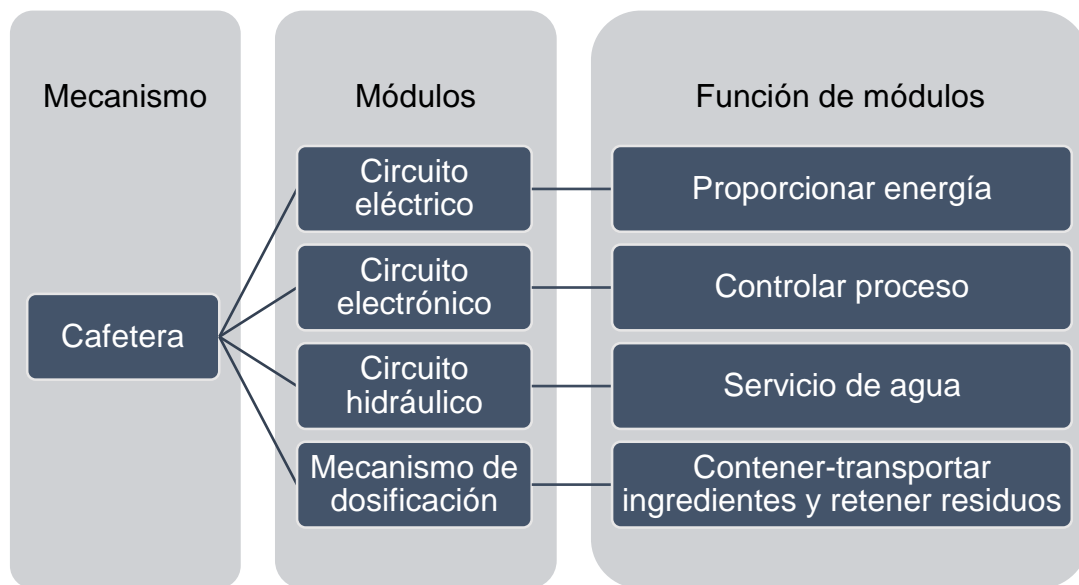 Mecanismo
Módulos
Función de módulos
Cafetera
Circuito
eléctrico
Proporcionar energía
Circuito
electrónico
Controlar proceso
Circuito
hidráulico
Servicio de agua
Mecanismo de
dosificación
Contener-transportar
ingredientes y retener residuos